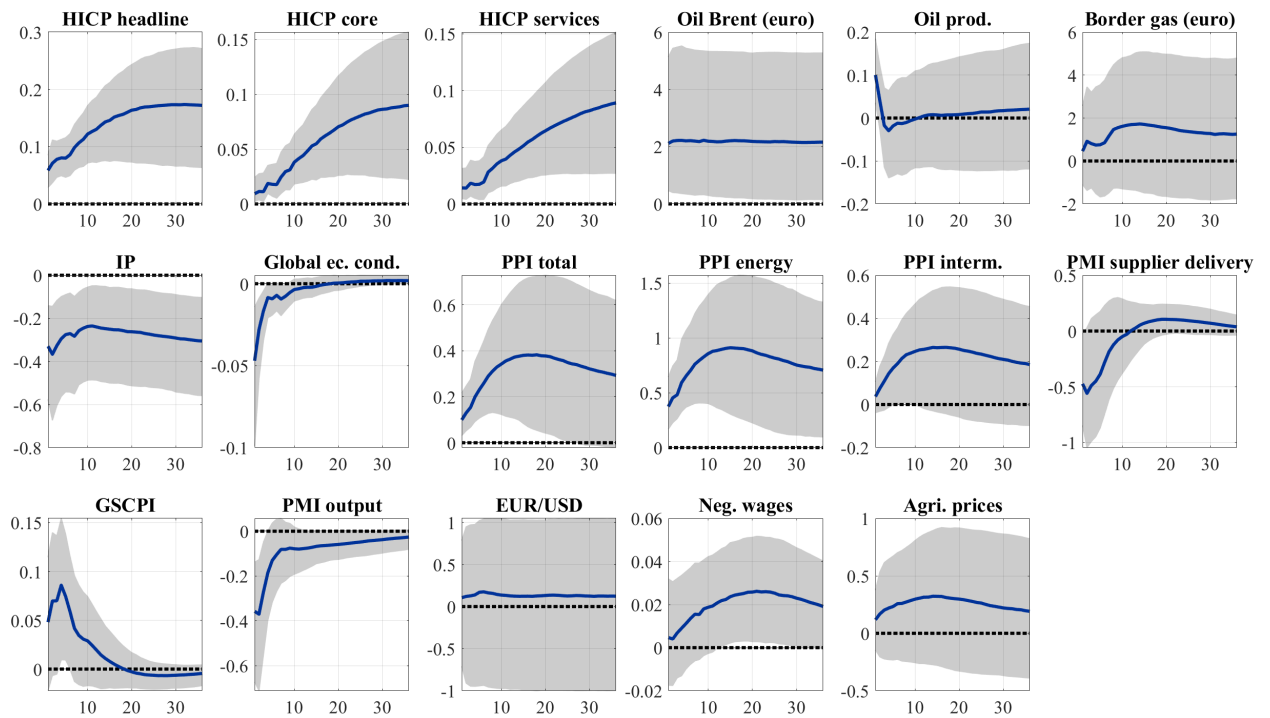 HICP headline
HICP core
HICP services
Oil Brent (euro)
Oil prod.
Border gas (euro)
0.3
0.2
0.1
0
10 20 30
0.15
0.1
0.05
0
10 20 30
0.15
0.1
0.05
0
10 20 30
6
4
2
0
10 20 30
0.2
0.1
0
-0.1
-0.2
10 20 30
6
4
2
0
-2
10 20 30
IP
Global ec. cond.
PPI total
PPI energy
PPI interm.
PMI supplier delivery
0
-0.2
-0.4
-0.6
-0.8
10 20 30
0
-0.05
-0.1
10 20 30
0.6
0.4
0.2
0
10 20 30
1.5
1
0.5
0
10 20 30
0.6
0.4
0.2
0
-0.2
10 20 30
0.5
0
-0.5
-1
10 20 30
GSCPI
PMI output
EUR/USD
Neg. wages
Agri. prices
0.15
0.1
0.05
0
10 20 30
0
-0.2
-0.4
-0.6
10 20 30
1
0.5
0
-0.5
-1
10 20 30
0.06
0.04
0.02
0
-0.02
10 20 30
1
0.5
0
-0.5
10 20 30